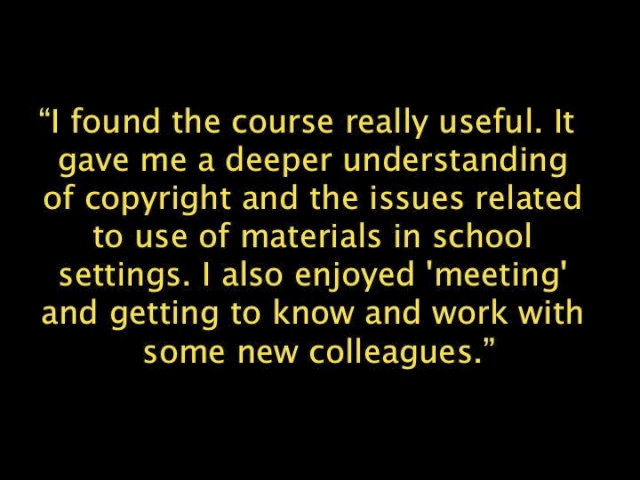 “I found the course really useful. It
gave me a deeper understanding
of copyright and the issues related
to use of materials in school
settings. I also enjoyed 'meeting'
and getting to know and work with
some new colleagues.”